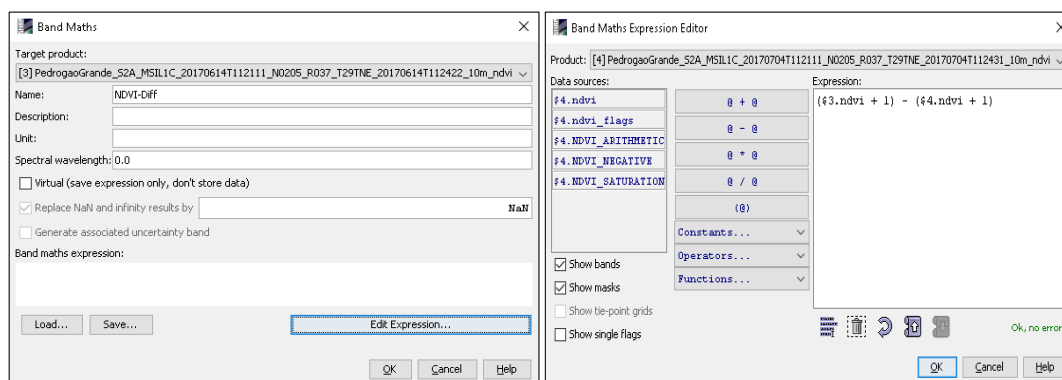 Band Maths
Target product:
[3] PedrogaoGrande_S2A_MSIL1C_20170614T112111_N0205_R037_T29TNE_20170614T112422_10m_ndvi
Name: NDVI-Diff
Description:
Unit:
Spectral wavelength: 0.0
Virtual (save expression only, don't store data)
Replace NaN and infinity results by NaN
Generate associated uncertainty band
Band maths expression:
Load... Save... Edit Expression...
OK Cancel Help
Band Maths Expression Editor
Product: [4] PedrogaoGrande_S2A_MSIL1C_20170704T112111_N0205_R037_T29TNE_20170704T112431_10m_ndvi
Data sources: Expression:
$4.ndvi @ + @ ($3.ndvi + 1) - ($4.ndvi + 1)
$4.ndvi_flags @ - @
$4.NDVI_ARITHMETIC
$4.NDVI_NEGATIVE @ * @
$4.NDVI_SATURATION @ / @
(@)
Constants...
Show bands Operators...
Show masks Functions...
Show tie-point grids
Show single flags Ok, no error
OK Cancel Help